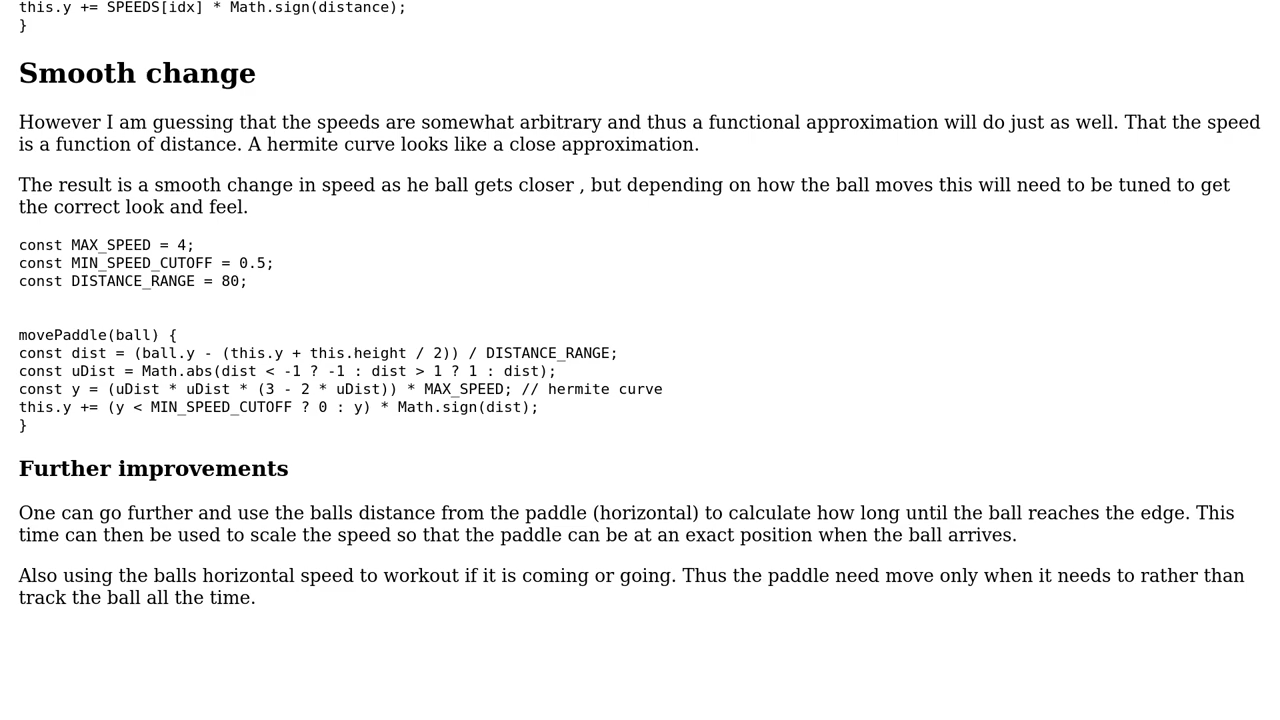 this.y += SPEEDS[idx] * Math.sign(distance);
}
Smooth change
However I am guessing that the speeds are somewhat arbitrary and thus a functional approximation will do just as well. That the speed
is a function of distance. A hermite curve looks like a close approximation.
The result is a smooth change in speed as he ball gets closer , but depending on how the ball moves this will need to be tuned to get
the correct look and feel.
const MAX_SPEED = 4;
const MIN_SPEED_CUTOFF = 0.5;
const DISTANCE_RANGE = 80;
movePaddle(ball) {
const dist = (ball.y - (this.y + this.height / 2)) / DISTANCE_RANGE;
const uDist = Math.abs(dist < -1 ? -1 : dist > 1 ? 1 : dist);
const y = (uDist * uDist * (3 - 2 * uDist)) * MAX_SPEED; // hermite curve
this.y += (y < MIN_SPEED_CUTOFF ? 0 : y) * Math.sign(dist);
}
Further improvements
One can go further and use the balls distance from the paddle (horizontal) to calculate how long until the ball reaches the edge. This
time can then be used to scale the speed so that the paddle can be at an exact position when the ball arrives.
Also using the balls horizontal speed to workout if it is coming or going. Thus the paddle need move only when it needs to rather than
track the ball all the time.